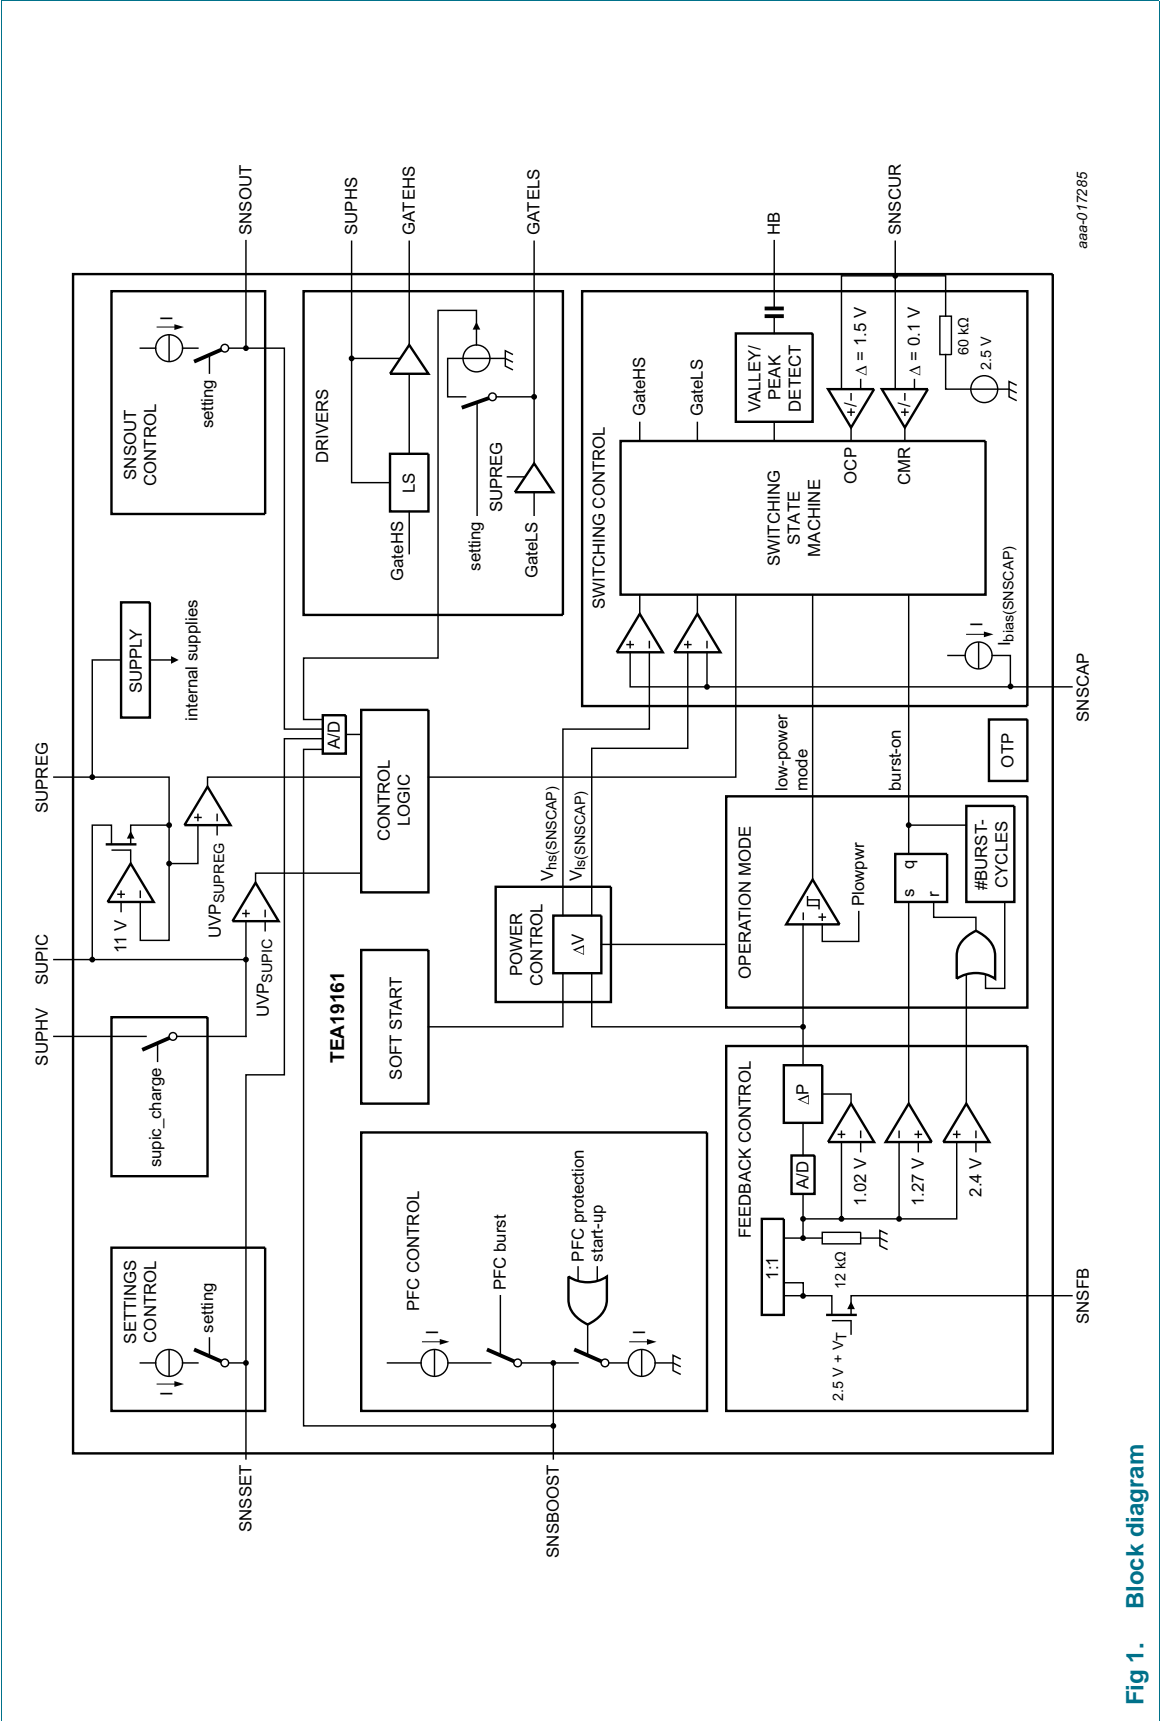 SUPHV
SUPIC
SUPREG
SNSSET
SNSBOOST
SETTINGS
CONTROL
I
setting
supic_charge
11 V
+
−
UVPSUPIC
+
−
UVPSUPREG
+
−
SUPPLY
internal supplies
SNSOUT
CONTROL
I
setting
SNSOUT
TEA19161
PFC CONTROL
I
PFC burst
PFC protection
start-up
I
SOFT START
CONTROL
LOGIC
A/D
DRIVERS
GateHS
LS
setting
SUPREG
GateLS
SUPHS
GATEHS
GATELS
POWER
CONTROL
ΔV
Vhs(SNSCAP)
Vls(SNSCAP)
FEEDBACK CONTROL
1:1
A/D
ΔP
12 kΩ
2.5 V + VT
1.02 V
+
−
1.27 V
−
+
2.4 V
+
−
SNSFB
OPERATION MODE
−
+
Plowpwr
s q
r
#BURST-
CYCLES
low-power
mode
burst-on
OTP
SWITCHING CONTROL
+
−
+
−
SWITCHING
STATE
MACHINE
GateHS
GateLS
VALLEY/
PEAK
DETECT
HB
OCP
+/−
Δ = 1.5 V
CMR
+/−
Δ = 0.1 V
60 kΩ
2.5 V
SNSCUR
I
Ibias(SNSCAP)
SNSCAP
aaa-017285
Fig 1. Block diagram